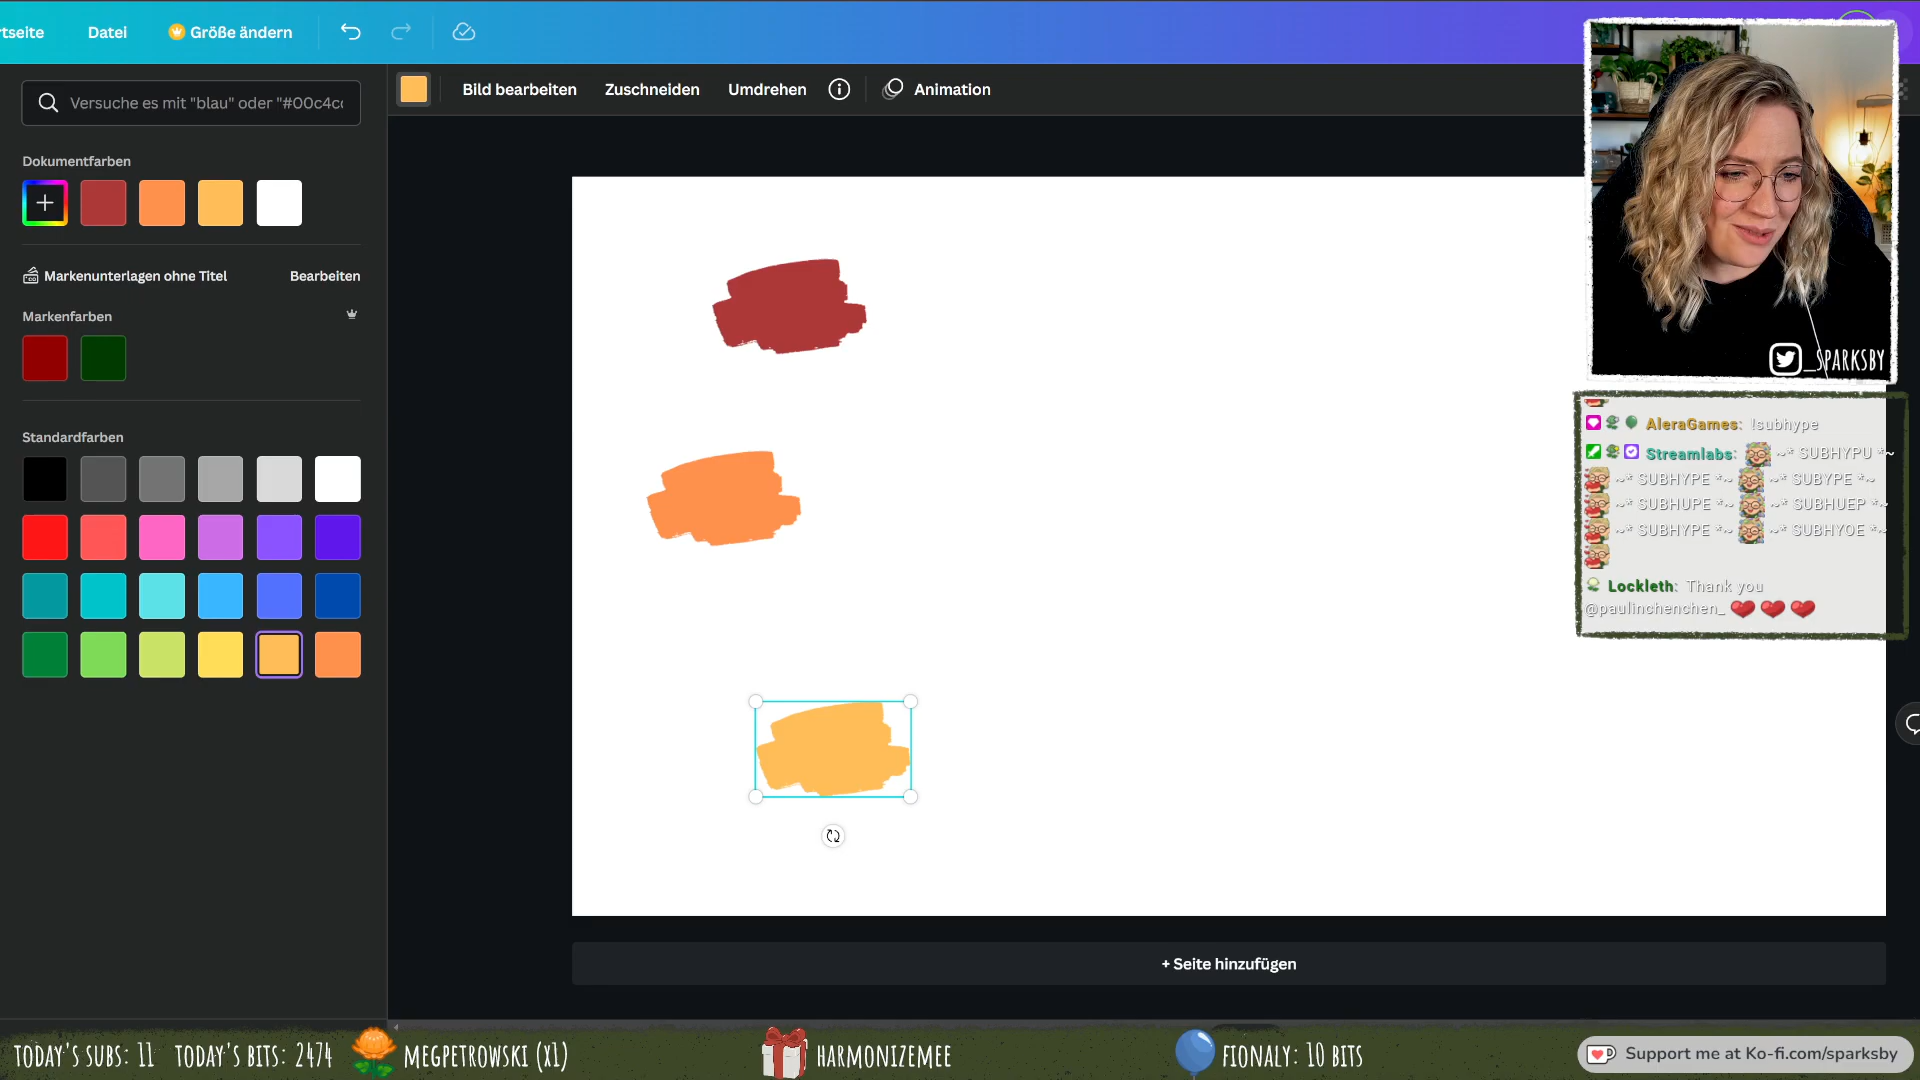 tseite
Datei
Größe ändern
Versuche es mit "blau" oder "#00c4cc
Bild bearbeiten
Zuschneiden
Umdrehen
Animation
Dokumentfarben
Markenunterlagen ohne Titel
Bearbeiten
Markenfarben
Standardfarben
_SPARKSBY
AleraGames: !subhype
Streamlabs: ~* SUBHYPU *~
~* SUBHYPE *~ ~* SUBYPE *~
~* SUBHUPE *~ ~* SUBHUEP *~
~* SUBHYPE *~ ~* SUBHYOE *~
Lockleth: Thank you
@paulinchenchen_
+ Seite hinzufügen
TODAY'S SUBS: 11
TODAY'S BITS: 2474
MEGPETROWSKI (X1)
HARMONIZEMEE
FIONALY: 10 BITS
Support me at Ko-fi.com/sparksby